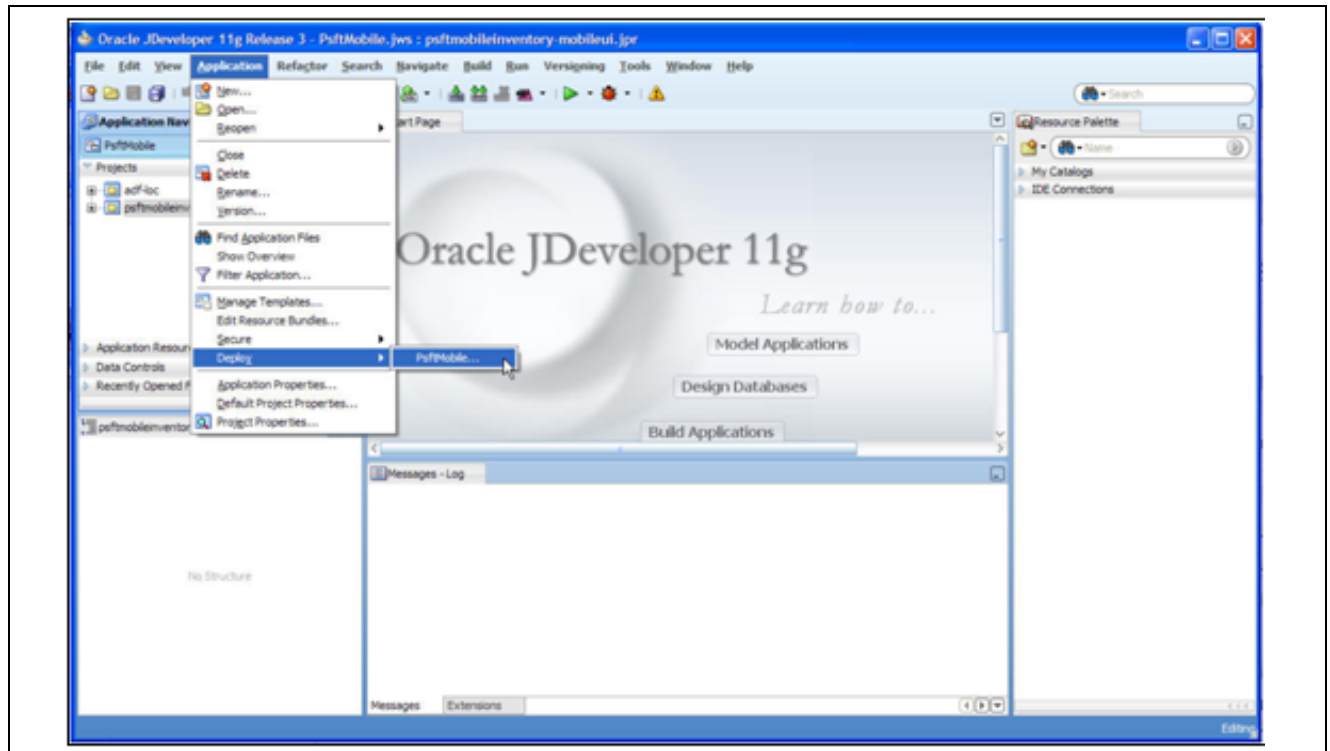 Oracle JDeveloper 11g Release 3 - PsftMobile.jws : psftmobileinventory-mobileui.jpr
File Edit View Application Refactor Search Navigate Build Run Versioning Tools Window Help
Search
Application Nav
PsftMobile
Projects
adf-loc
psftmobileinv
Application Resour
Data Controls
Recently Opened F
psftmobileinventor
No Structure
New...
Open...
Reopen
Close
Delete
Rename...
Version...
Find Application Files
Show Overview
Filter Application...
Manage Templates...
Edit Resource Bundles...
Secure
Deploy
PsftMobile...
Application Properties...
Default Project Properties...
Project Properties...
art Page
Oracle JDeveloper 11g
Learn how to...
Model Applications
Design Databases
Build Applications
Messages - Log
Messages Extensions
Resource Palette
Name
My Catalogs
IDE Connections
Editing